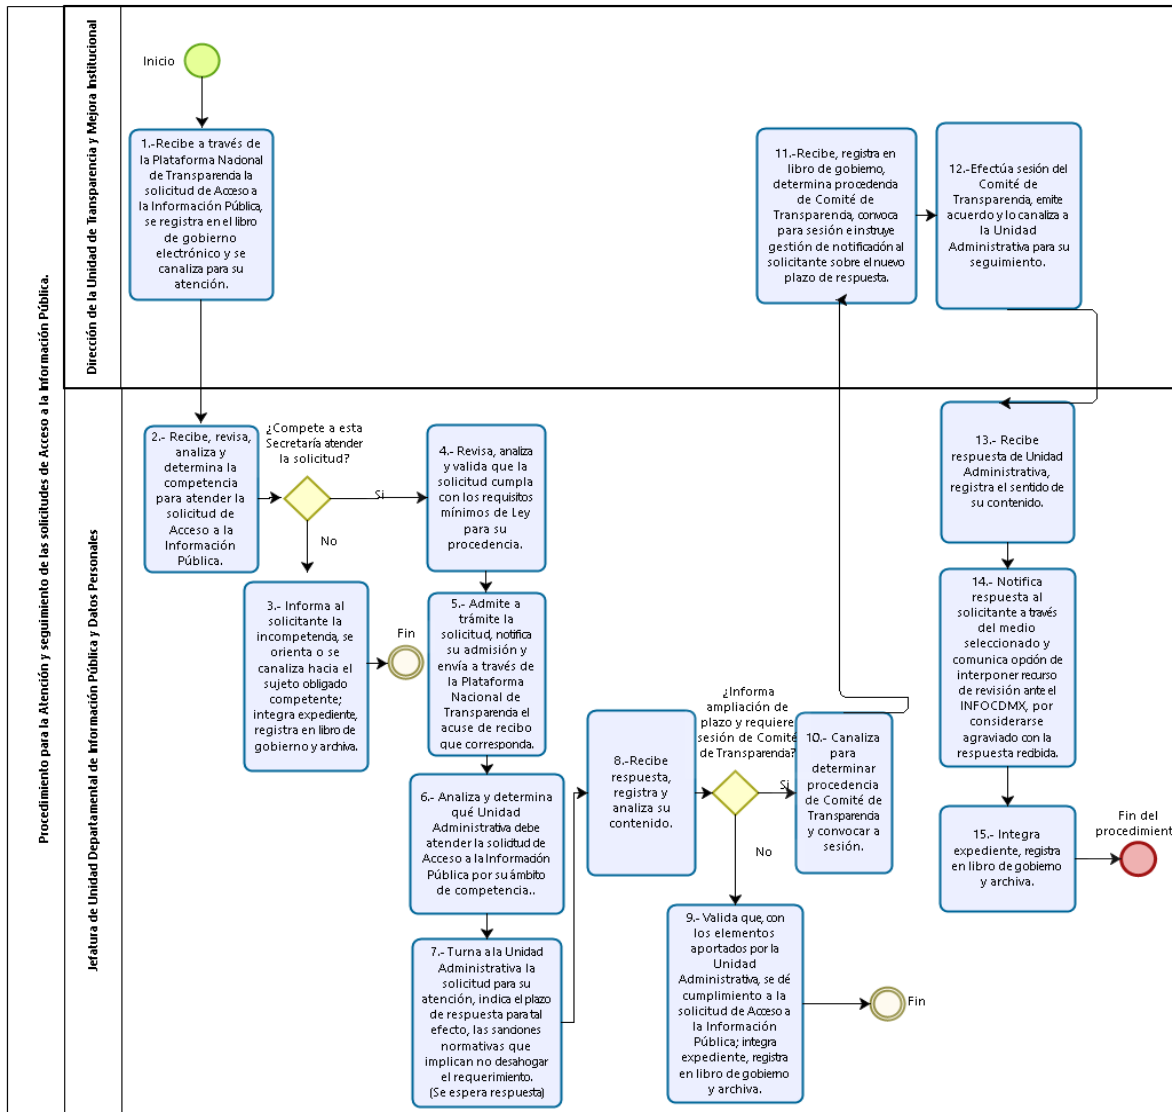 Procedimiento para la Atención y seguimiento de las solicitudes de Acceso a la Información Pública.
Dirección de la Unidad de Transparencia y Mejora Institucional
Inicio
1.-Recibe a través de
la Plataforma Nacional
de Transparencia la
solicitud de Acceso a
la Información Pública,
se registra en el libro
de gobierno
electrónico y se
canaliza para su
atención.
11.-Recibe, registra en
libro de gobierno,
determina procedencia
de Comité de
Transparencia, convoca
para sesión e instruye
gestión de notificación al
solicitante sobre el nuevo
plazo de respuesta.
12.-Efectúa sesión del
Comité de
Transparencia, emite
acuerdo y lo canaliza a
la Unidad
Administrativa para su
seguimiento.
Jefatura de Unidad Departamental de Información Pública y Datos Personales
2.- Recibe, revisa,
analiza y
determina la
competencia
para atender la
solicitud de
Acceso a la
Información
Pública.
¿Compete a esta
Secretaría atender
la solicitud?
Si
No
3.- Informa al
solicitante la
incompetencia, se
orienta o se
canaliza hacia el
sujeto obligado
competente;
integra expediente,
registra en libro de
gobierno y archiva.
Fin
4.- Revisa, analiza
y valida que la
solicitud cumpla
con los requisitos
mínimos de Ley
para su
procedencia.
5.- Admite a
trámite la
solicitud, notifica
su admisión y
envía a través de
la Plataforma
Nacional de
Transparencia el
acuse de recibo
que corresponda.
6.- Analiza y determina
qué Unidad
Administrativa debe
atender la solicitud de
Acceso a la Información
Pública por su ámbito
de competencia..
7.- Turna a la Unidad
Administrativa la
solicitud para su
atención, indica el plazo
de respuesta para tal
efecto, las sanciones
normativas que
implican no desahogar
el requerimiento.
(Se espera respuesta)
8.-Recibe
respuesta,
registra y
analiza su
contenido.
¿Informa
ampliación de
plazo y requiere
sesión de Comité
de Transparencia?
Si
No
9.- Valida que, con
los elementos
aportados por la
Unidad
Administrativa, se dé
cumplimiento a la
solicitud de Acceso a
la Información
Pública; integra
expediente, registra
en libro de gobierno
y archiva.
Fin
10.- Canaliza
para
determinar
procedencia
de Comité de
Transparencia
y convocar a
sesión.
13.- Recibe
respuesta de Unidad
Administrativa,
registra el sentido de
su contenido.
14.- Notifica
respuesta al
solicitante a través
del medio
seleccionado y
comunica opción de
interponer recurso
de revisión ante el
INFOCDMX, por
considerarse
agraviado con la
respuesta recibida.
15.- Integra
expediente, registra
en libro de gobierno
y archiva.
Fin del
procedimient